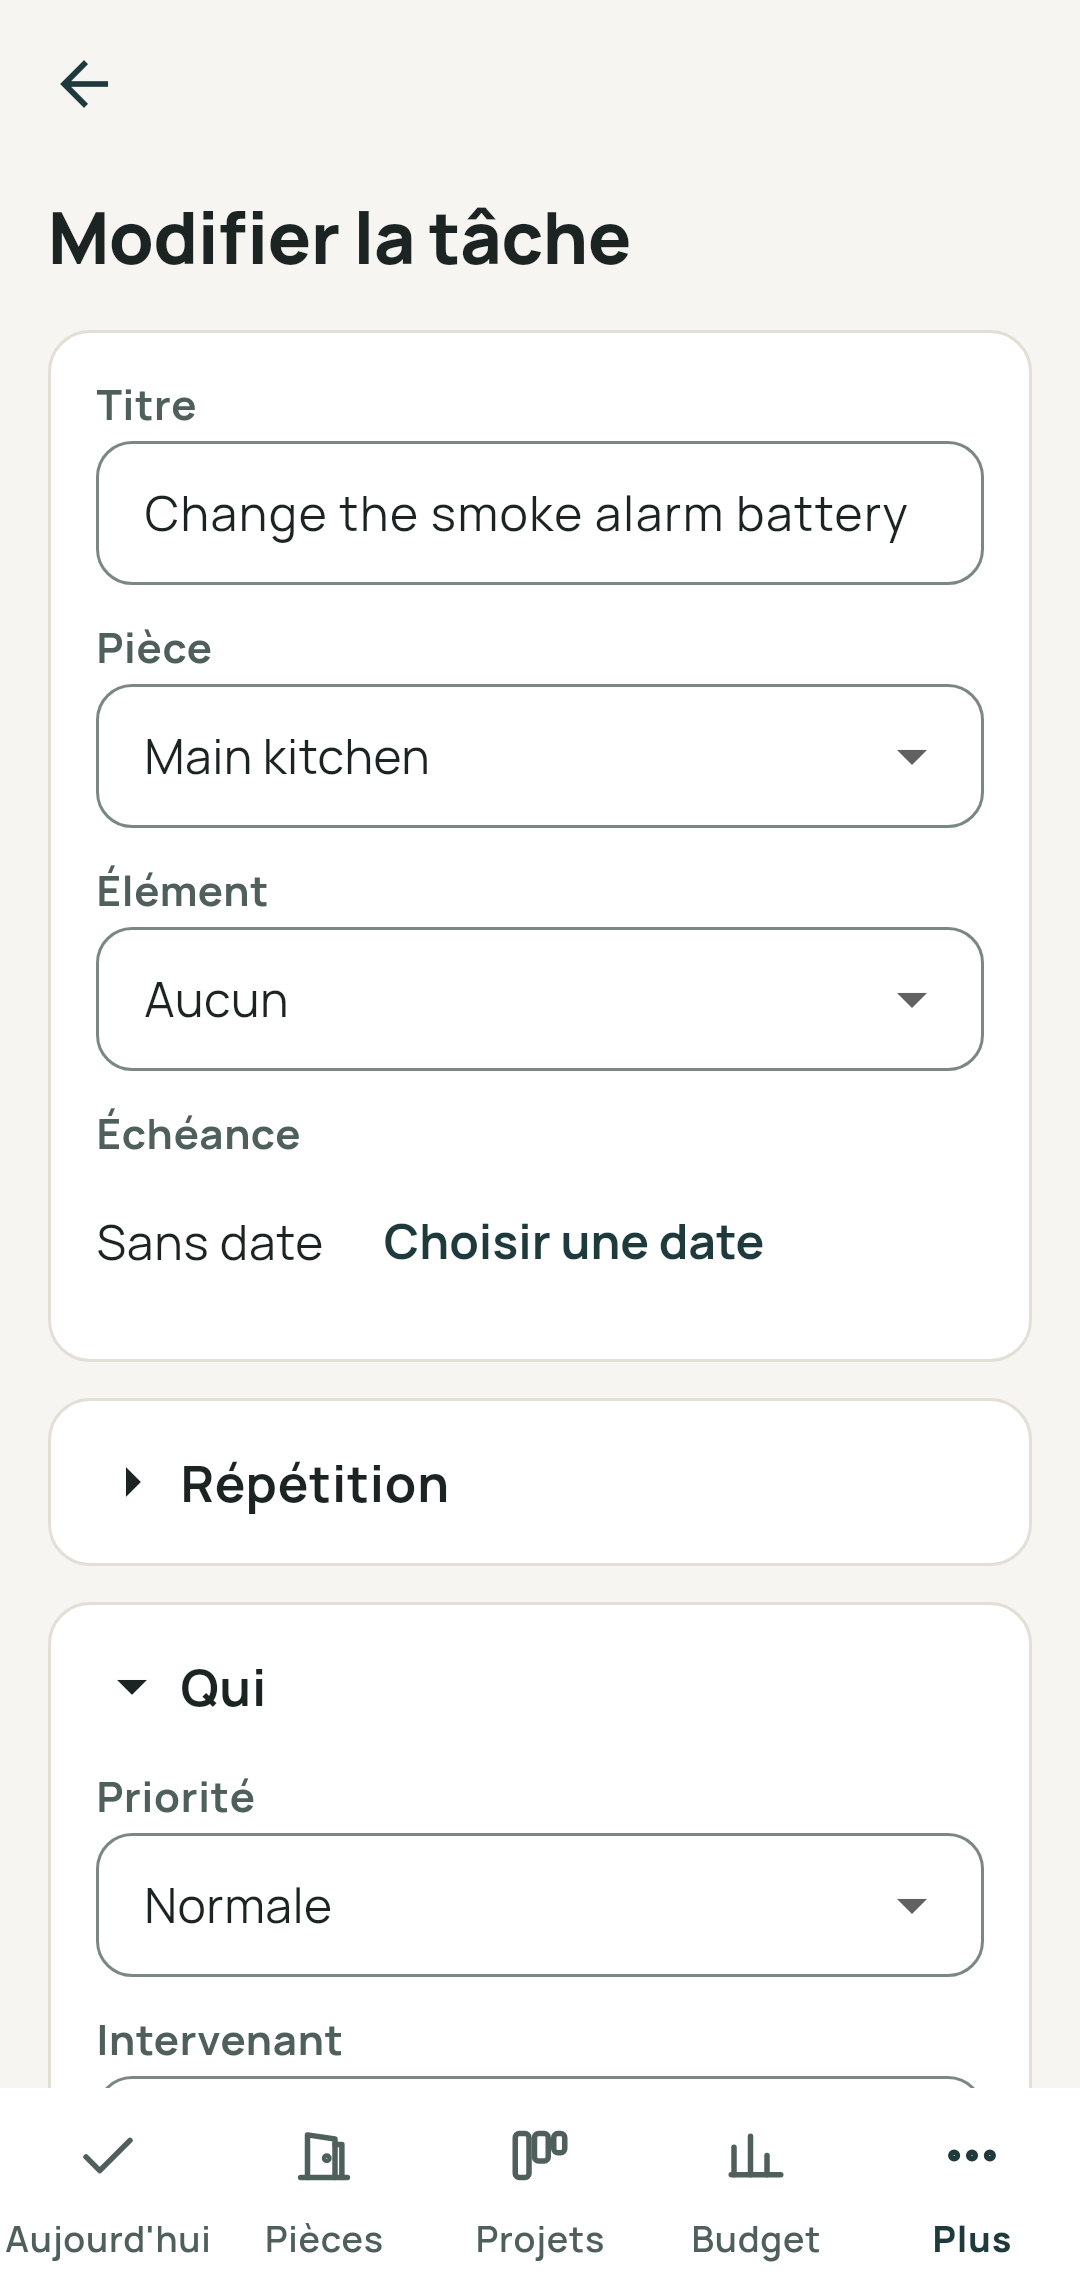 Modifier la tâche
Titre
Change the smoke alarm battery
Pièce
Main kitchen
Élément
Aucun
Échéance
Sans date Choisir une date
Répétition
Qui
Priorité
Normale
Intervenant
Aujourd'hui Pièces Projets Budget Plus